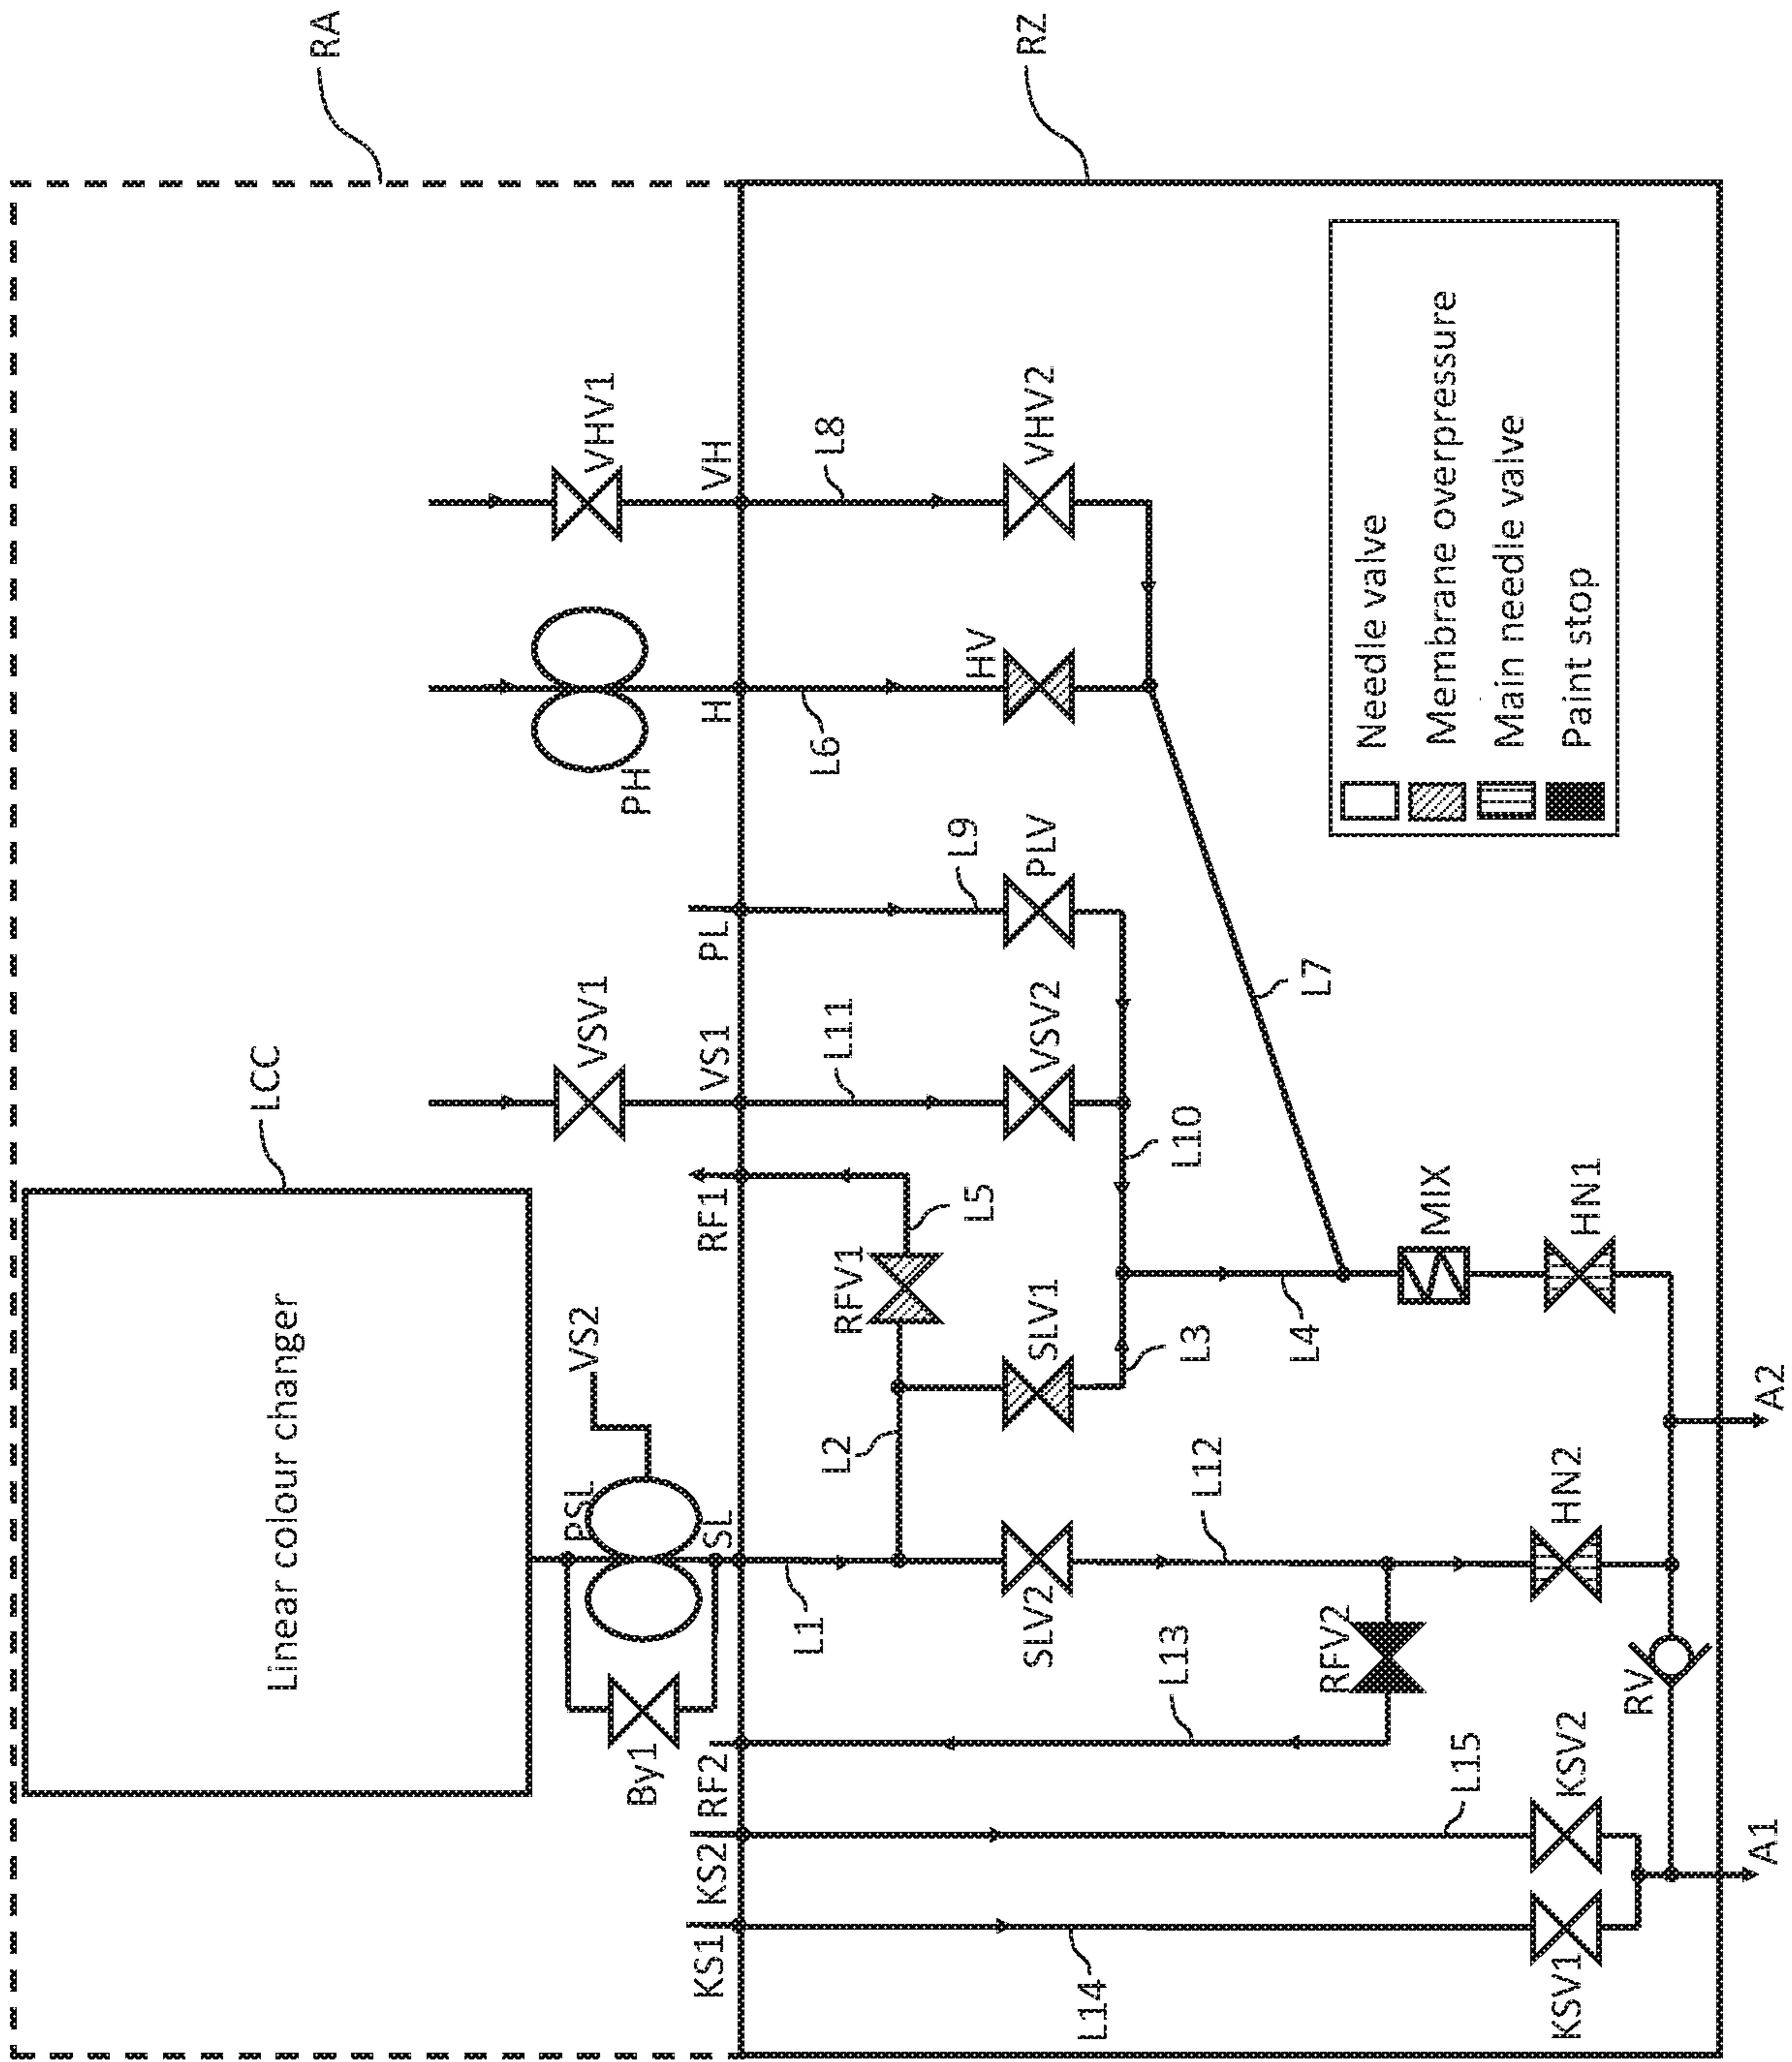 RA
RZ
LCC
Linear colour changer
VS2
PSL
SL
By1
VSV1
VHV1
PH
KS1
KS2
RF2
RF1
VS1
PL
H
VH
L1
L2
L5
L11
L9
L6
L8
RFV1
SLV1
SLV2
VSV2
PLV
HV
VHV2
L3
L10
L4
L7
L12
L13
L14
L15
RFV2
MIX
HN1
HN2
KSV1
KSV2
RV
A1
A2
Needle valve
Membrane overpressure
Main needle valve
Paint stop